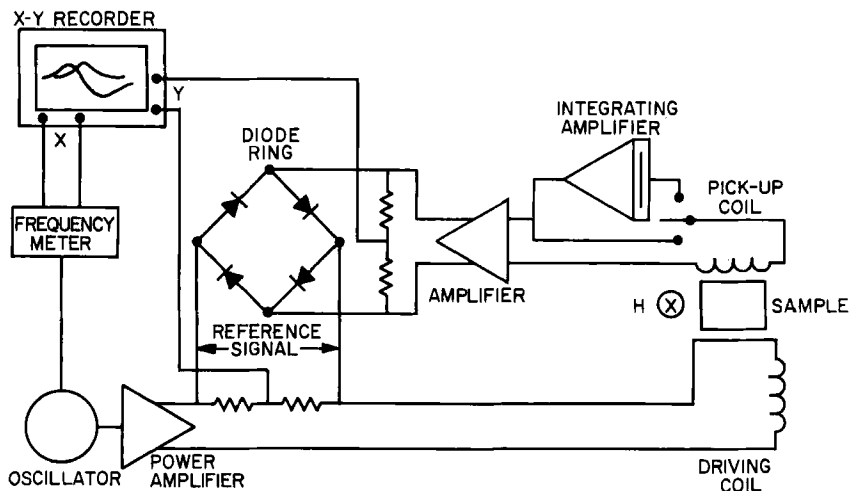 X-Y RECORDER
Y
X
DIODE
RING
INTEGRATING
AMPLIFIER
PICK-UP
COIL
FREQUENCY
METER
AMPLIFIER
H X
SAMPLE
REFERENCE
SIGNAL
OSCILLATOR
POWER
AMPLIFIER
DRIVING
COIL